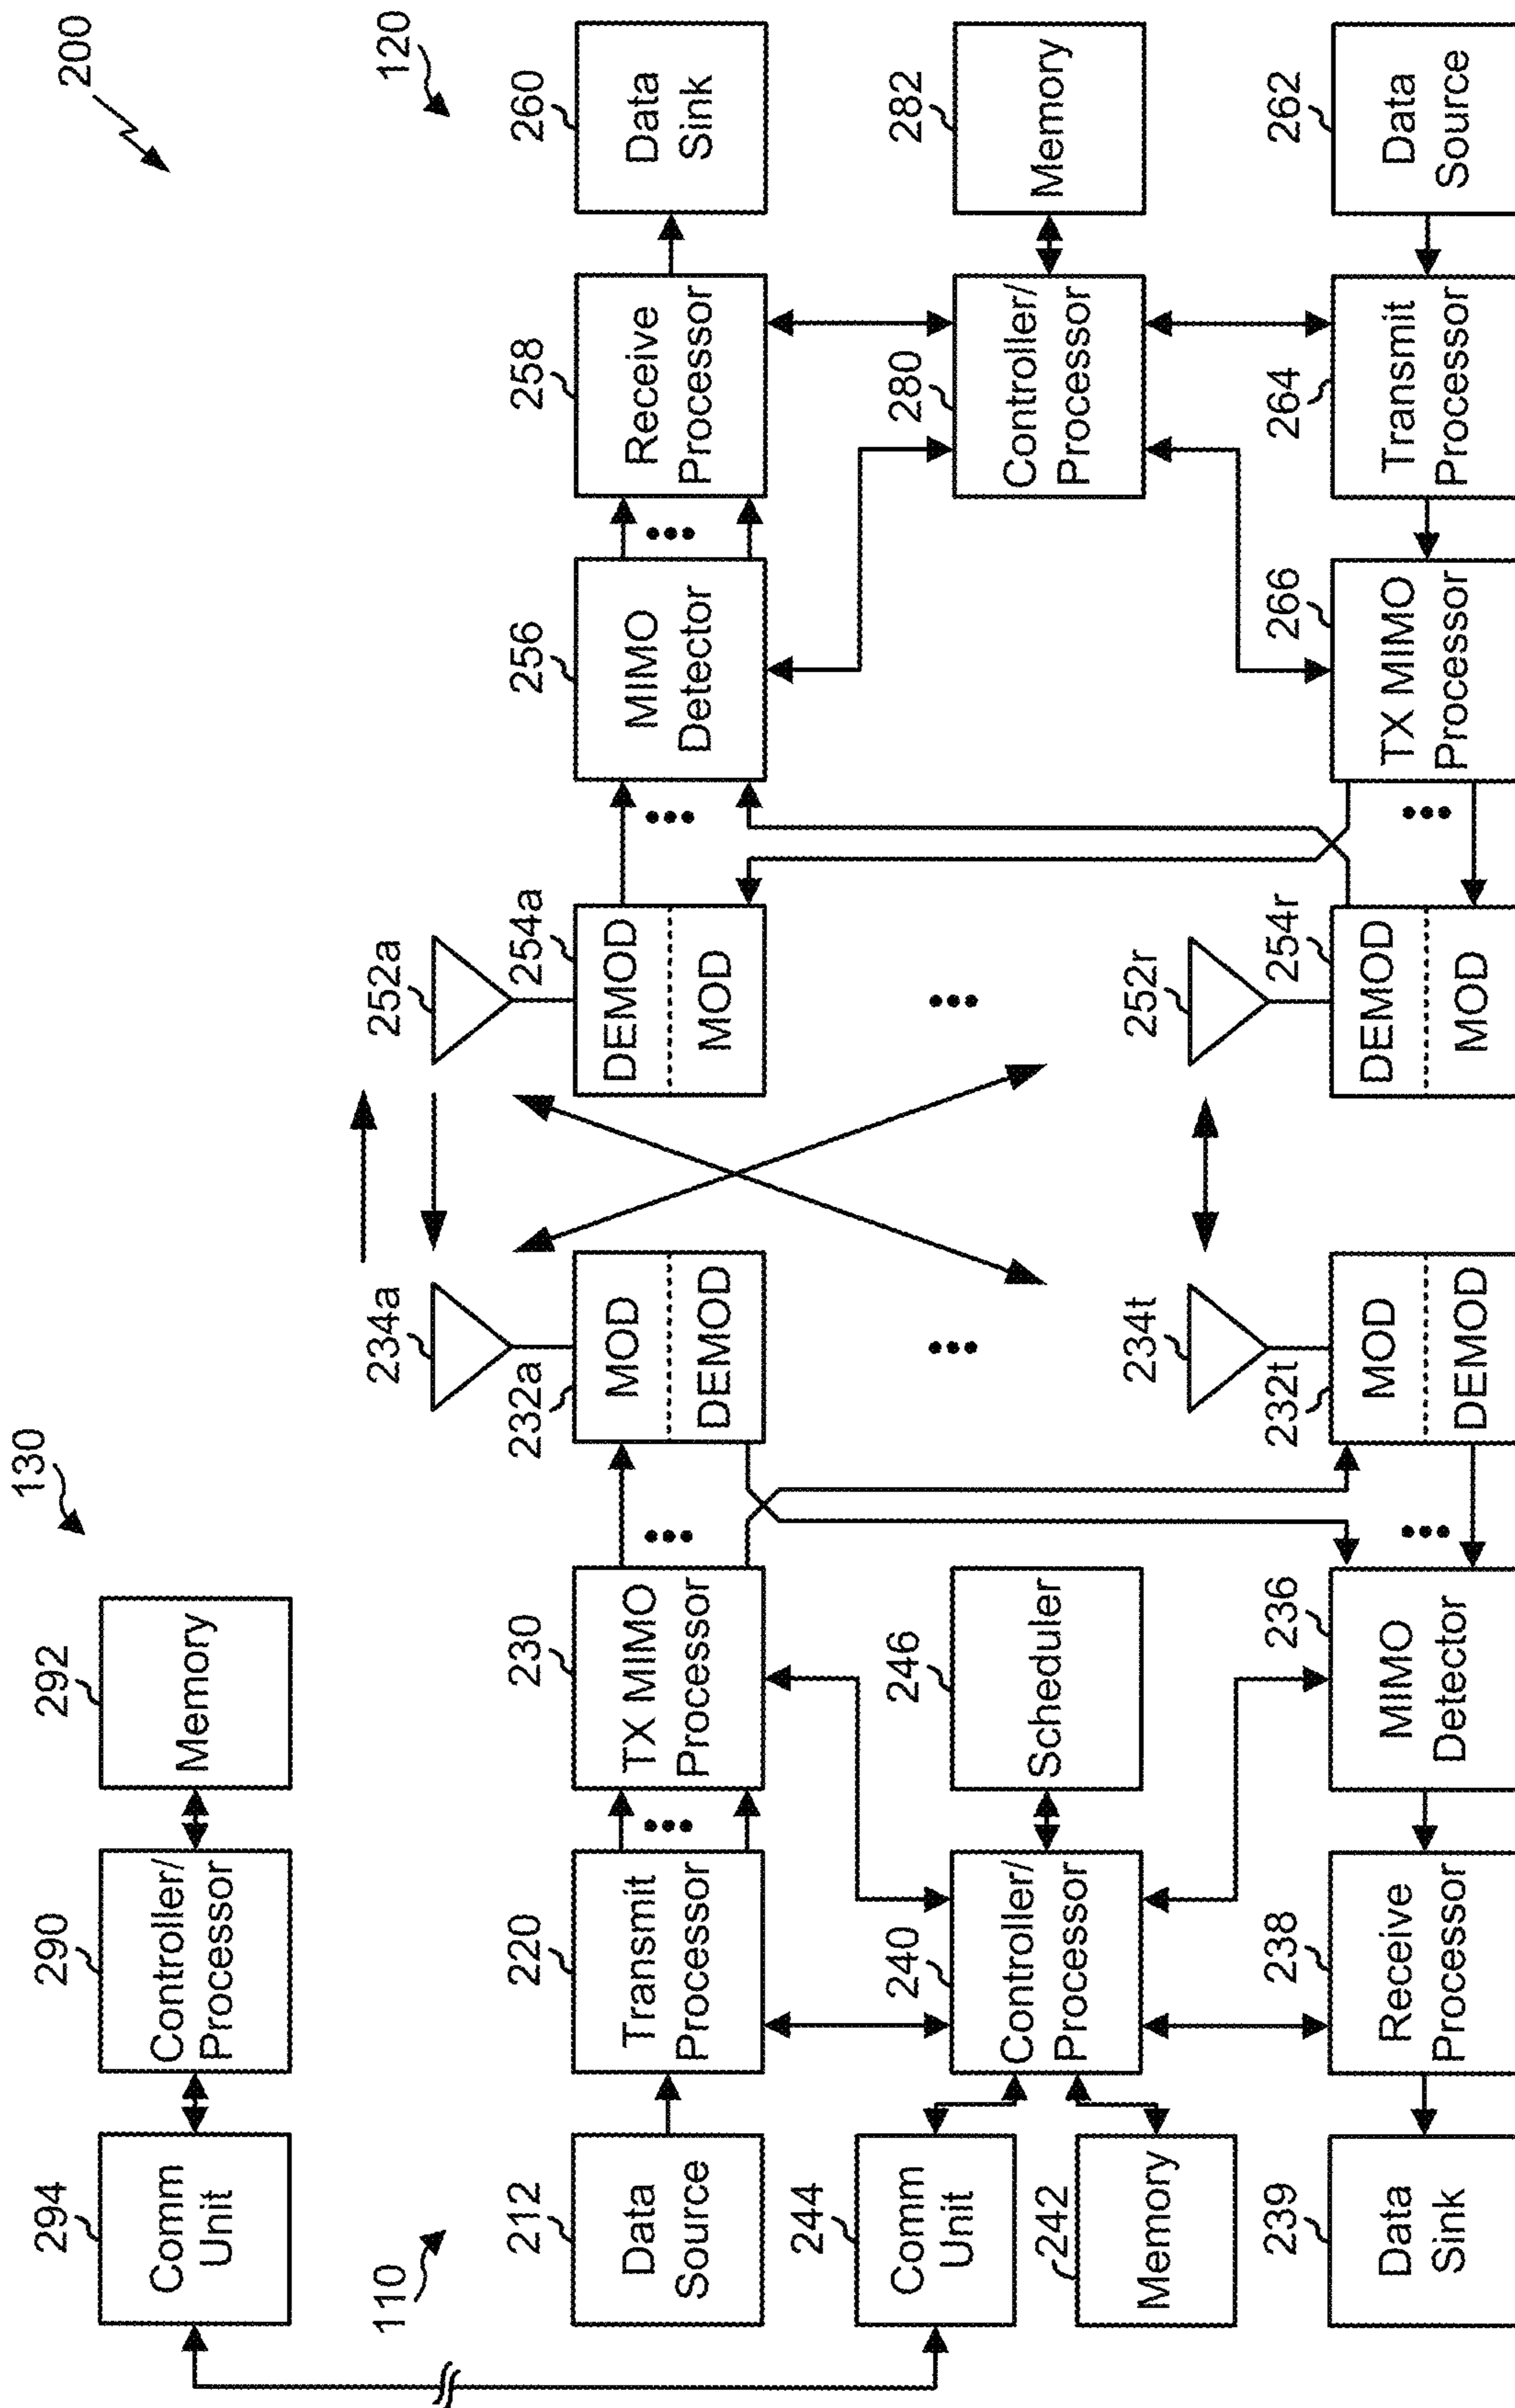 200
130
294
Comm
Unit
290
Controller/
Processor
292
Memory
110
120
212
Data
Source
220
Transmit
Processor
230
TX MIMO
Processor
232a
MOD
DEMOD
234a
252a
254a
DEMOD
MOD
256
MIMO
Detector
258
Receive
Processor
260
Data
Sink
244
Comm
Unit
242
Memory
240
Controller/
Processor
246
Scheduler
280
Controller/
Processor
282
Memory
239
Data
Sink
238
Receive
Processor
236
MIMO
Detector
232t
MOD
DEMOD
234t
252r
254r
DEMOD
MOD
266
TX MIMO
Processor
264
Transmit
Processor
262
Data
Source